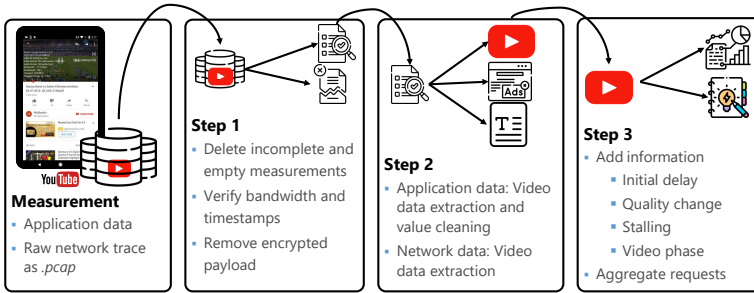 YouTube
Measurement
Application data
Raw network trace
as .pcap
Step 1
Delete incomplete and
empty measurements
Verify bandwidth and
timestamps
Remove encrypted
payload
Ads
T
Step 2
Application data: Video
data extraction and
value cleaning
Network data: Video
data extraction
Step 3
Add information
Initial delay
Quality change
Stalling
Video phase
Aggregate requests